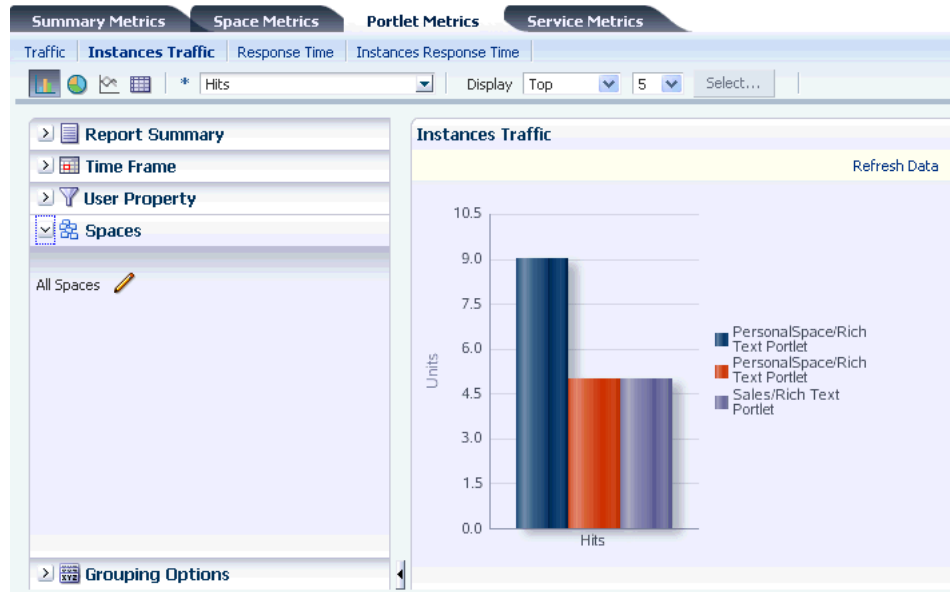 Summary Metrics Space Metrics Portlet Metrics Service Metrics
Traffic Instances Traffic Response Time Instances Response Time
* Hits Display Top 5 Select...
Report Summary
Time Frame
User Property
Spaces
All Spaces
Grouping Options
Instances Traffic
Refresh Data
10.5
9.0
7.5
6.0
4.5
3.0
1.5
0.0
Units
Hits
PersonalSpace/Rich
Text Portlet
PersonalSpace/Rich
Text Portlet
Sales/Rich Text
Portlet